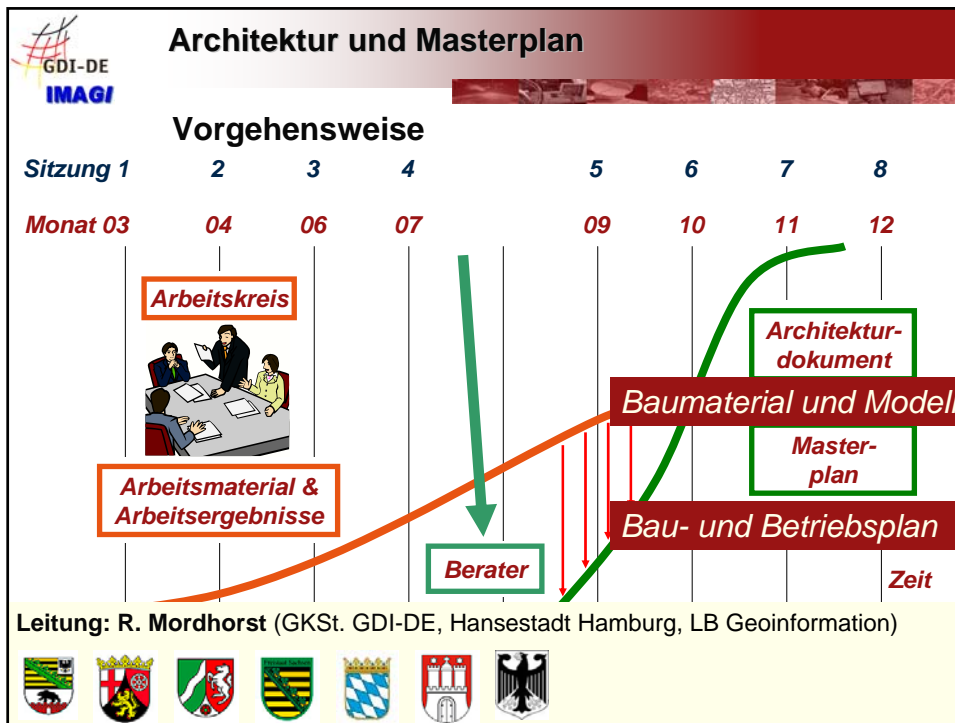 GDI-DE
IMAGI
Architektur und Masterplan
Vorgehensweise
Sitzung 1 2 3 4 5 6 7 8
Monat 03 04 06 07 09 10 11 12
Arbeitskreis
Architektur-
dokument
Baumaterial und Modell
Master-
plan
Arbeitsmaterial &
Arbeitsergebnisse
Bau- und Betriebsplan
Berater
Zeit
Leitung: R. Mordhorst (GKSt. GDI-DE, Hansestadt Hamburg, LB Geoinformation)
Freistaat Sachsen